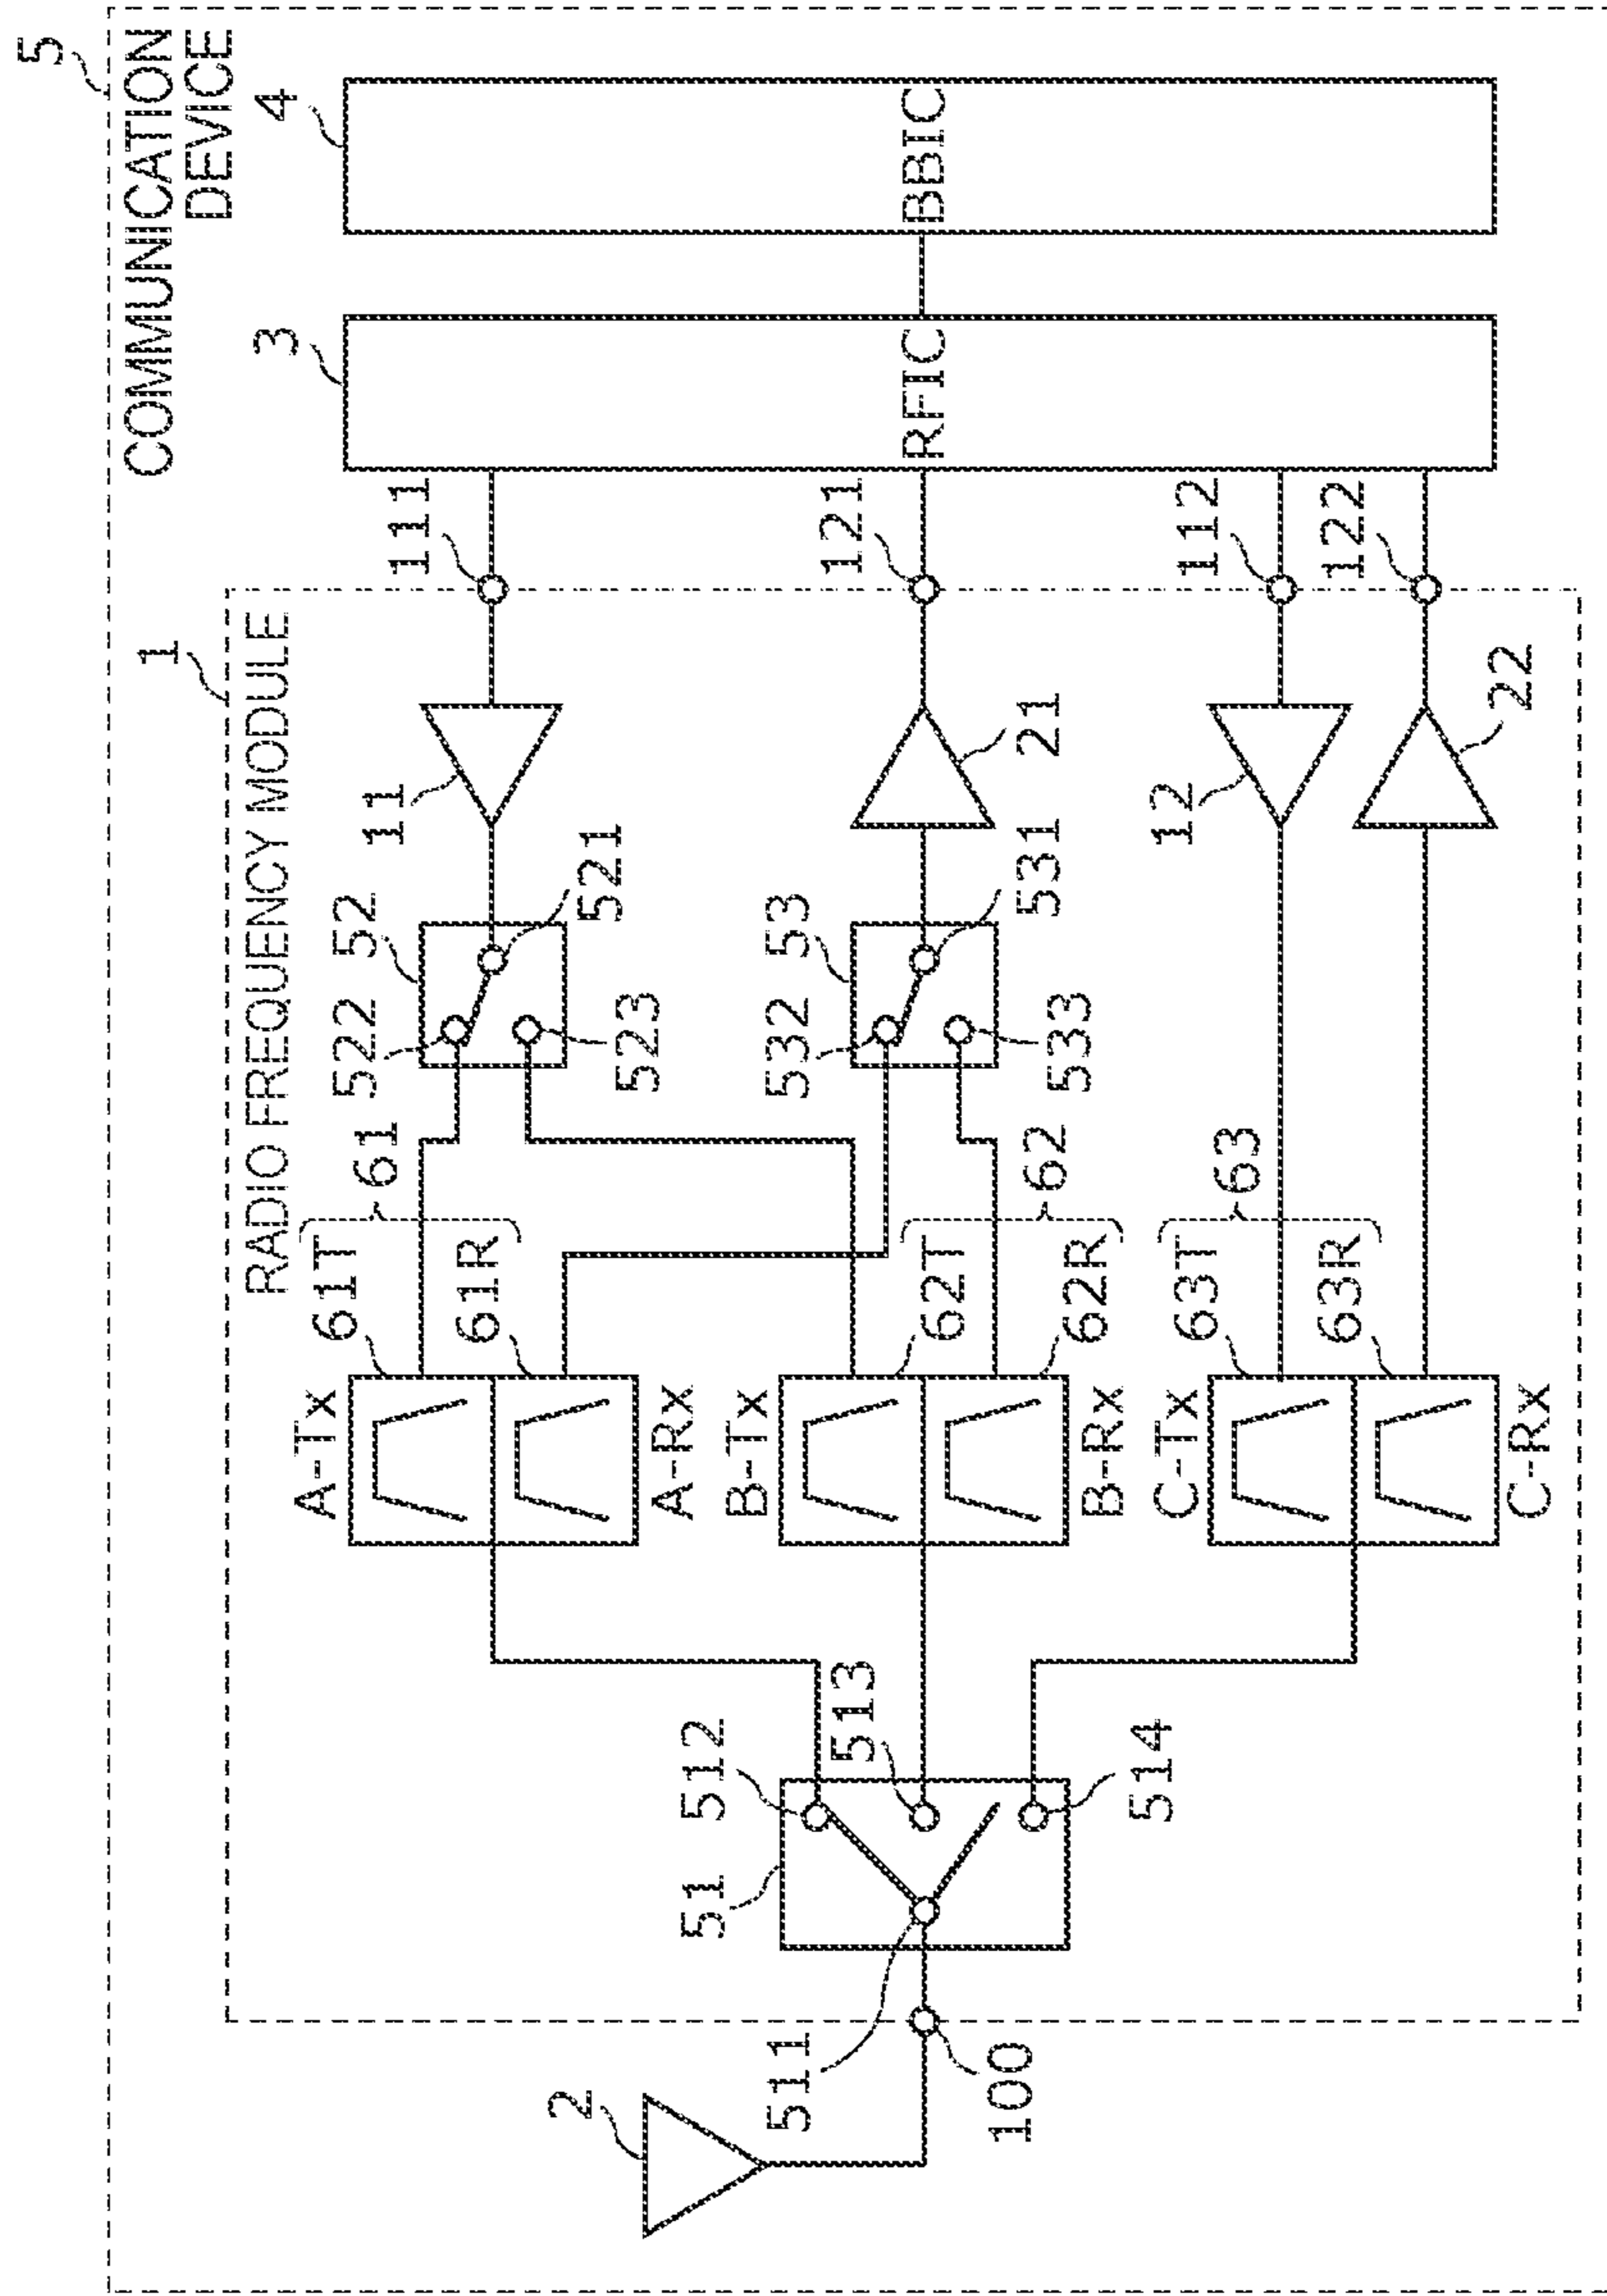 5
COMMUNICATION
DEVICE
1
RADIO FREQUENCY MODULE
2
100
511
51
512
513
514
A-Tx
61T
61R
61
A-Rx
B-Tx
62T
62R
62
B-Rx
C-Tx
63T
63R
63
C-Rx
522
52
523
521
532
53
533
531
11
21
12
22
111
121
112
122
3
RFIC
4
BBIC